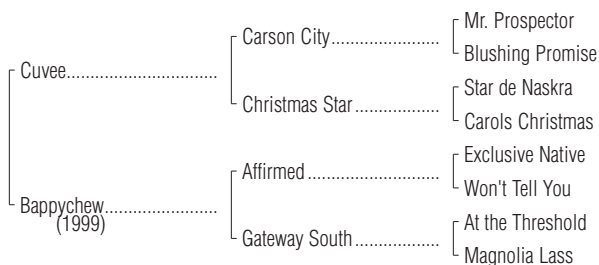 Mr. Prospector
Carson City
Blushing Promise
Cuvee
Star de Naskra
Christmas Star
Carols Christmas
Exclusive Native
Affirmed
Won't Tell You
Bappychew
(1999)
At the Threshold
Gateway South
Magnolia Lass